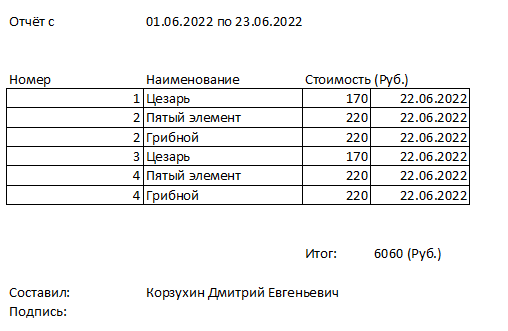 Отчёт с 01.06.2022 по 23.06.2022
Номер Наименование Стоимость (Руб.)
1 Цезарь 170 22.06.2022
2 Пятый элемент 220 22.06.2022
2 Грибной 220 22.06.2022
3 Цезарь 170 22.06.2022
4 Пятый элемент 220 22.06.2022
4 Грибной 220 22.06.2022
Итог: 6060 (Руб.)
Составил: Корзухин Дмитрий Евгеньевич
Подпись: